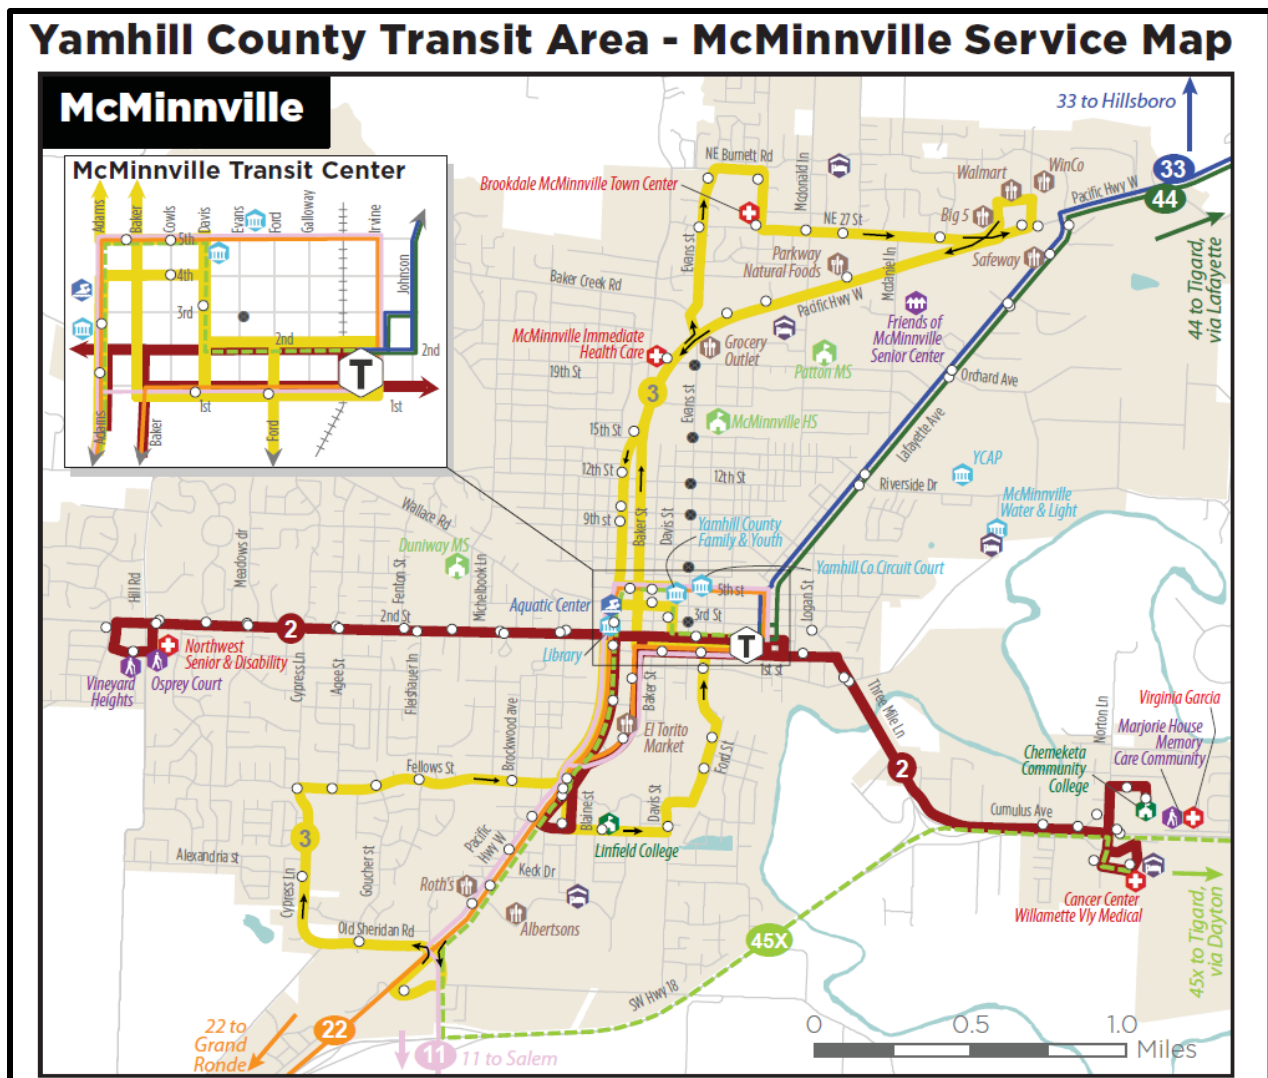 Yamhill County Transit Area - McMinnville Service Map
McMinnville
33 to Hillsboro
McMinnville Transit Center
Adams
Baker
Cowls
Davis
Evans
Ford
Galloway
Irvine
5th
4th
3rd
2nd
2nd
Johnson
T
1st
1st
Adams
Baker
Ford
NE Burnett Rd
Mcdonald ln
Walmart
WinCo
33
44
Pacific Hwy W
Brookdale McMinnville Town Center
NE 27 St
Big 5
Evans st
Parkway
Natural Foods
Mcdaniel ln
Safeway
44 to Tigard,
via Lafayette
Baker Creek Rd
Pacific Hwy W
Friends of
McMinnville
Senior Center
McMinnville Immediate
Health Care
Grocery
Outlet
Patton MS
19th St
3
Evans st
Orchard Ave
McMinnville HS
15th St
Lafayette Ave
12th St
12th St
YCAP
Riverside Dr
McMinnville
Water & Light
9th st
Baker St
Davis St
Yamhill County
Family & Youth
Wallace Rd
Duniway MS
Meadows dr
Hill Rd
Fenton St
Michelbook Ln
Yamhill Co Circuit Court
5th st
Aquatic Center
3rd St
Logan St
2nd St
2
T
Library
1st st
Northwest
Senior & Disability
Vineyard
Heights
Osprey Court
Cypress Ln
Agee St
Fleishauer ln
Baker St
Three Mile Ln
Brockwood ave
El Torito
Market
Ford St
Norton Ln
Virginia Garcia
Marjorie House
Memory
Care Community
Chemeketa
Community
College
2
Fellows St
Blaine st
Davis St
Cumulus Ave
3
Pacific
Hwy W
Linfield College
Alexandria st
Goucher st
Cypress Ln
Keck Dr
Roth's
Albertsons
Old Sheridan Rd
Cancer Center
Willamette Vly Medical
45X
45x to Tigard,
via Dayton
SW Hwy 18
22 to
Grand
Ronde
22
11
11 to Salem
0
0.5
1.0
Miles